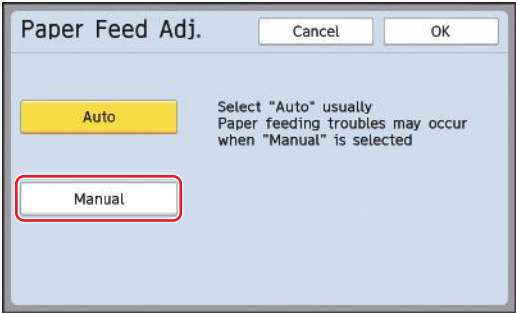 Paper Feed Adj.
Cancel
OK
Auto
Select "Auto" usually
Paper feeding troubles may occur
when "Manual" is selected
Manual